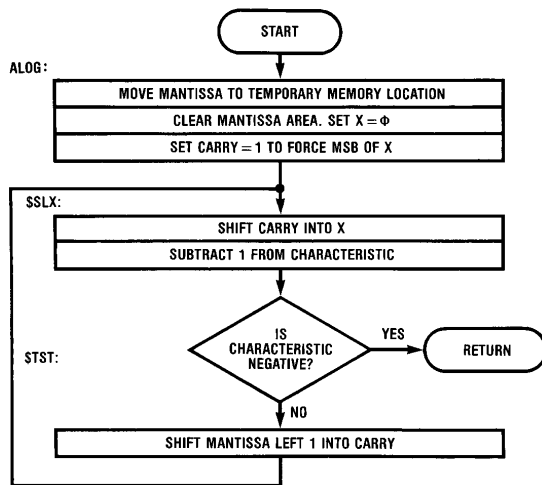 START
ALOG:
MOVE MANTISSA TO TEMPORARY MEMORY LOCATION
CLEAR MANTISSA AREA. SET X = Φ
SET CARRY = 1 TO FORCE MSB OF X
$SLX:
SHIFT CARRY INTO X
SUBTRACT 1 FROM CHARACTERISTIC
$TST:
IS
CHARACTERISTIC
NEGATIVE?
YES
RETURN
NO
SHIFT MANTISSA LEFT 1 INTO CARRY